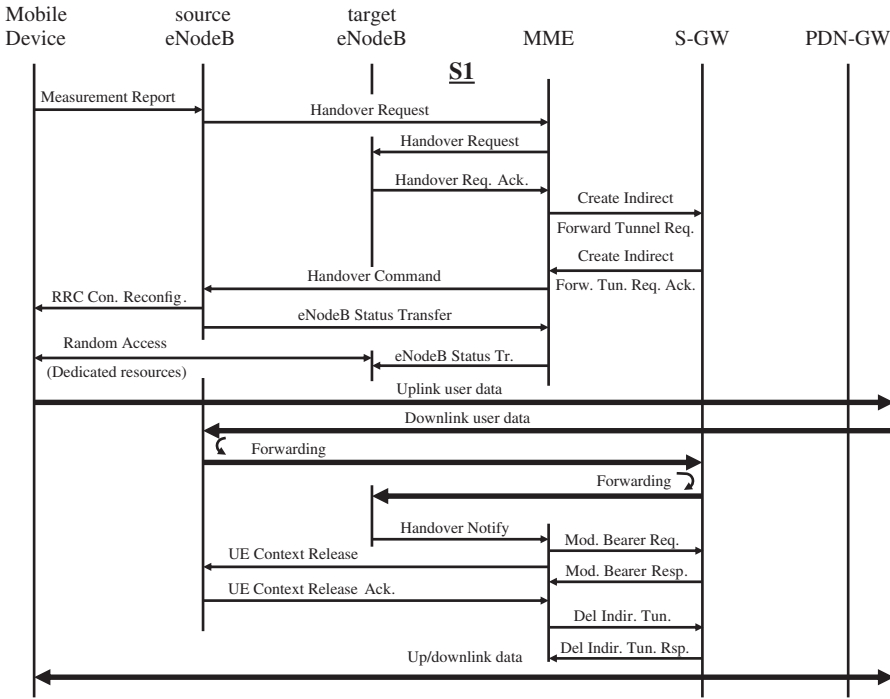 Mobile Device
source eNodeB
target eNodeB
MME
S-GW
PDN-GW
S1
Measurement Report
Handover Request
Handover Request
Handover Req. Ack.
Create Indirect
Forward Tunnel Req.
Create Indirect
Forw. Tun. Req. Ack.
Handover Command
RRC Con. Reconfig.
eNodeB Status Transfer
Random Access
(Dedicated resources)
eNodeB Status Tr.
Uplink user data
Downlink user data
Forwarding
Forwarding
Handover Notify
Mod. Bearer Req.
UE Context Release
Mod. Bearer Resp.
UE Context Release Ack.
Del Indir. Tun.
Del Indir. Tun. Rsp.
Up/downlink data